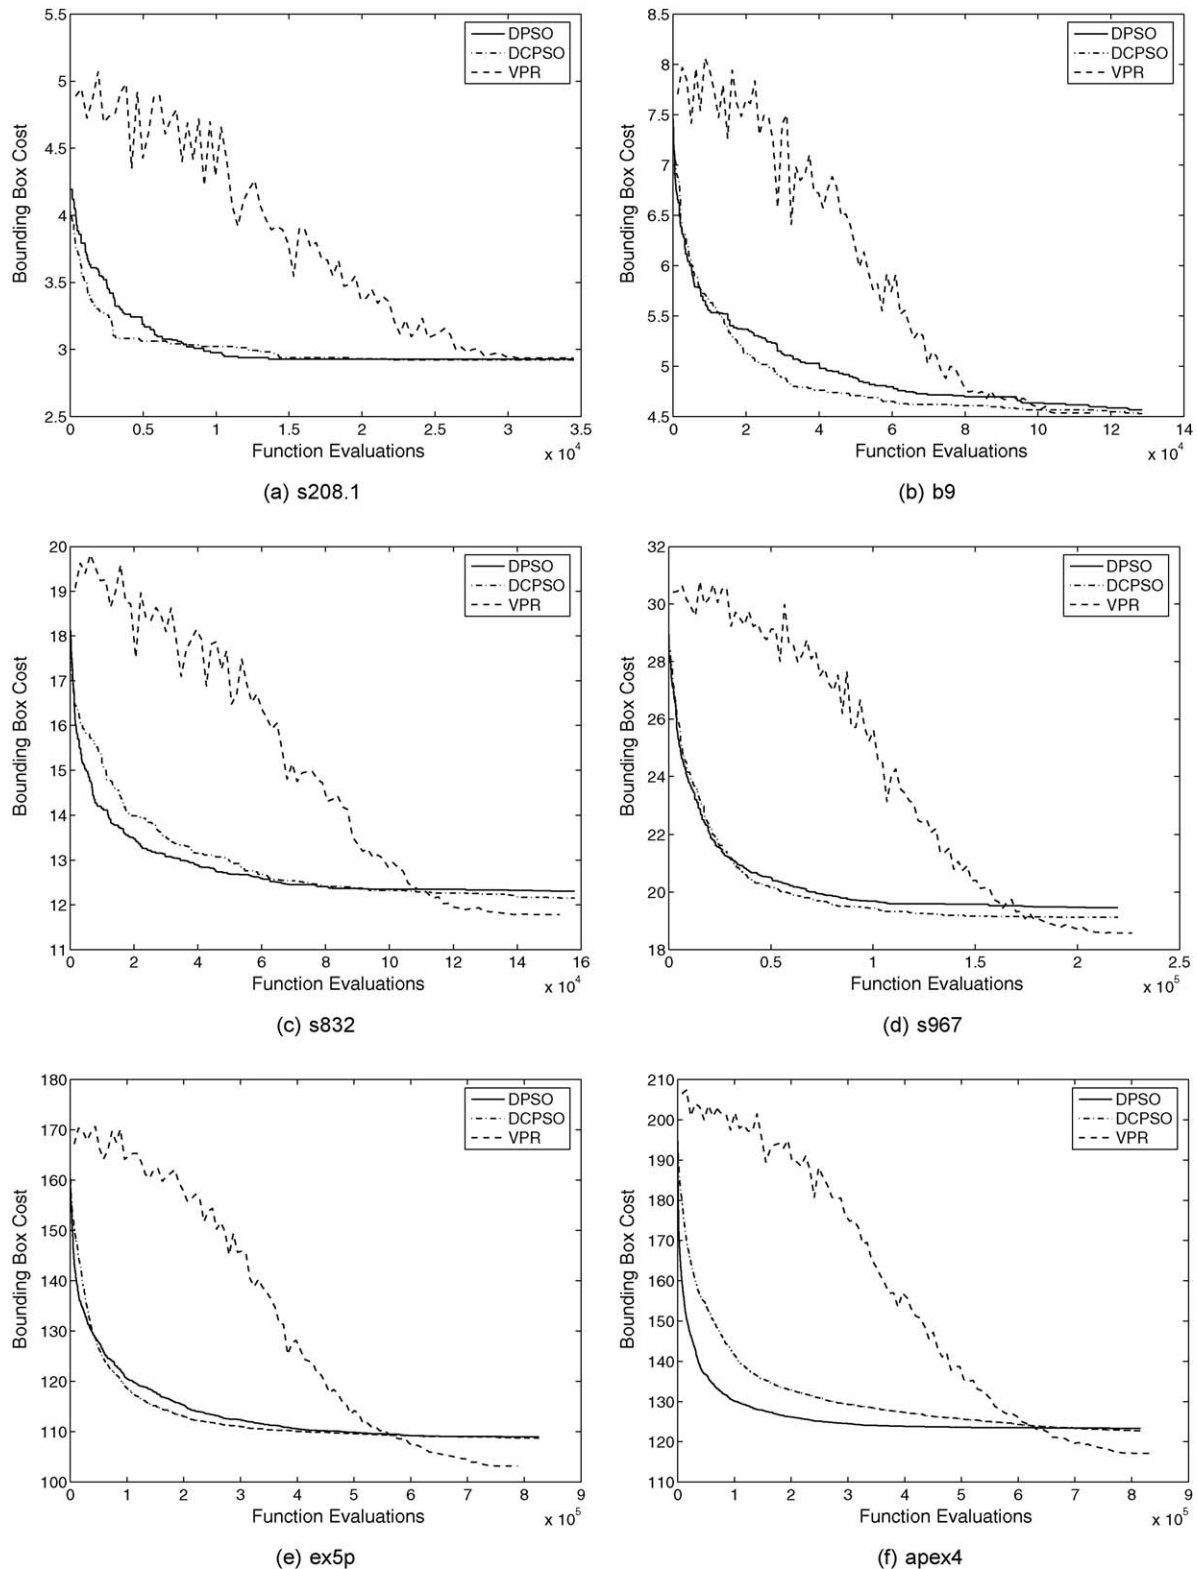 5.5
5
4.5
4
3.5
3
2.5
Bounding Box Cost
DPSO
DCPSO
VPR
0 0.5 1 1.5 2 2.5 3 3.5
Function Evaluations
x 10^4
(a) s208.1
8.5
8
7.5
7
6.5
6
5.5
5
4.5
Bounding Box Cost
DPSO
DCPSO
VPR
0 2 4 6 8 10 12 14
Function Evaluations
x 10^4
(b) b9
20
19
18
17
16
15
14
13
12
11
Bounding Box Cost
DPSO
DCPSO
VPR
0 2 4 6 8 10 12 14 16
Function Evaluations
x 10^4
(c) s832
32
30
28
26
24
22
20
18
Bounding Box Cost
DPSO
DCPSO
VPR
0 0.5 1 1.5 2 2.5
Function Evaluations
x 10^5
(d) s967
180
170
160
150
140
130
120
110
100
Bounding Box Cost
DPSO
DCPSO
VPR
0 1 2 3 4 5 6 7 8 9
Function Evaluations
x 10^5
(e) ex5p
210
200
190
180
170
160
150
140
130
120
110
Bounding Box Cost
DPSO
DCPSO
VPR
0 1 2 3 4 5 6 7 8 9
Function Evaluations
x 10^5
(f) apex4